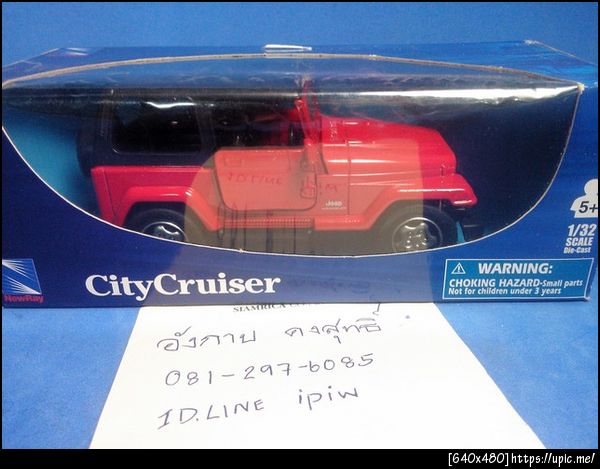 Jeep
5+
1/32
SCALE
Die-Cast
NewRay
CityCruiser
WARNING:
CHOKING HAZARD-Small parts
Not for children under 3 years
SIAMRICA
อังกาบ คงสุทธิ์
081-297-6085
ID.LINE ipiw
[640x480]https://upic.me/